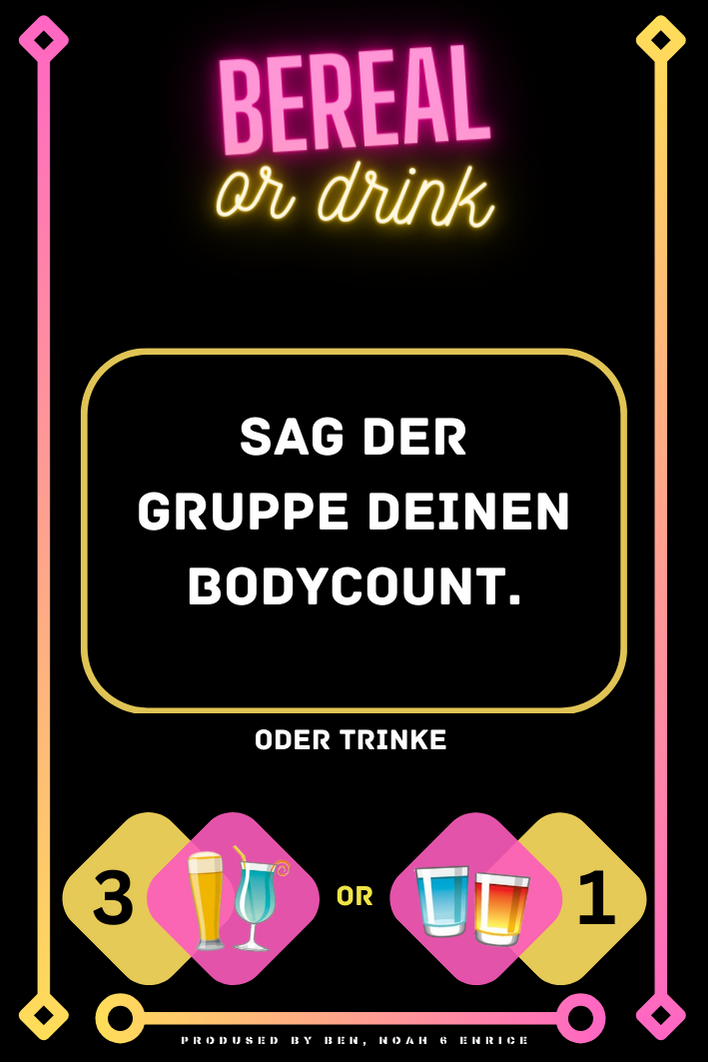 BEREAL
or drink
SAG DER
GRUPPE DEINEN
BODYCOUNT.
ODER TRINKE
3 OR 1
PRODUSED BY BEN, NOAH & ENRICE